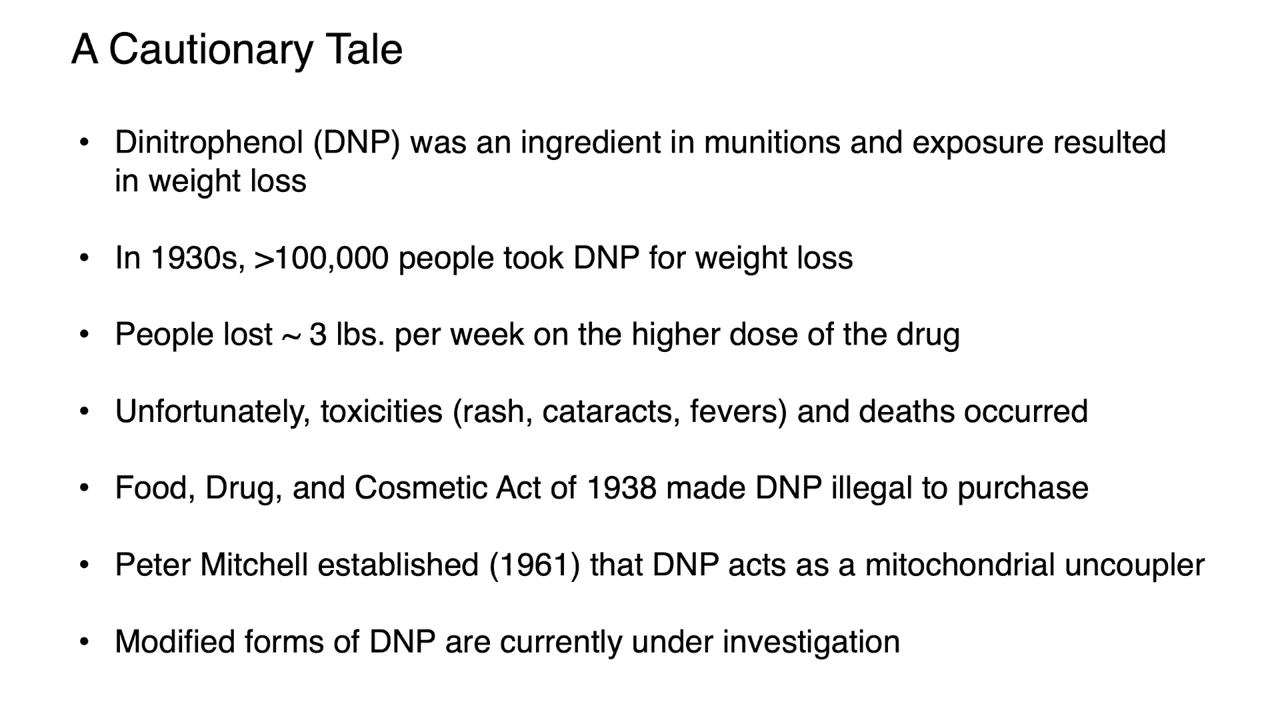 A Cautionary Tale
• Dinitrophenol (DNP) was an ingredient in munitions and exposure resulted
in weight loss
• In 1930s, >100,000 people took DNP for weight loss
• People lost ~ 3 lbs. per week on the higher dose of the drug
• Unfortunately, toxicities (rash, cataracts, fevers) and deaths occurred
• Food, Drug, and Cosmetic Act of 1938 made DNP illegal to purchase
• Peter Mitchell established (1961) that DNP acts as a mitochondrial uncoupler
• Modified forms of DNP are currently under investigation